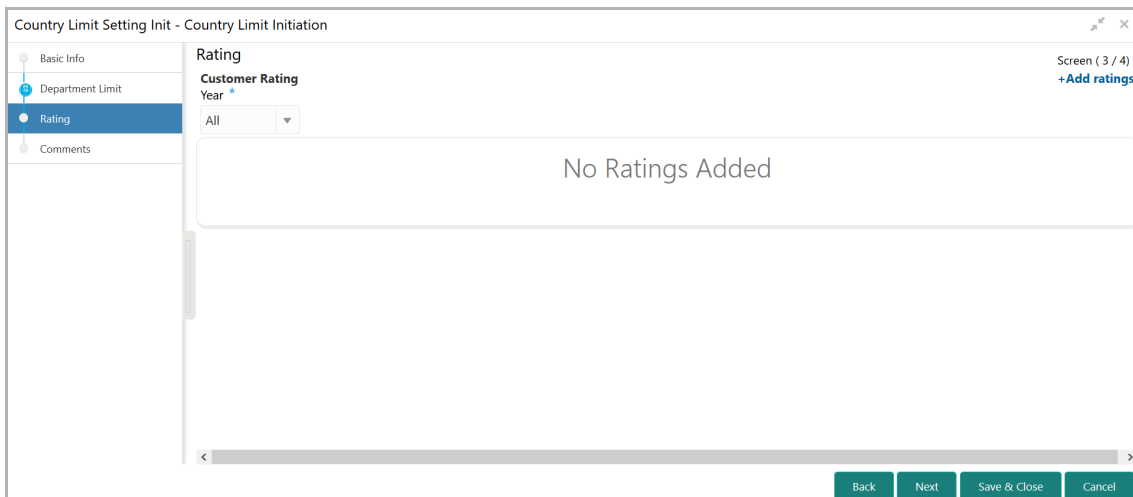 Country Limit Setting Init - Country Limit Initiation
Basic Info
Department Limit
Rating
Comments
Rating
Screen ( 3 / 4)
Customer Rating
+Add ratings
Year *
All
No Ratings Added
Back
Next
Save & Close
Cancel